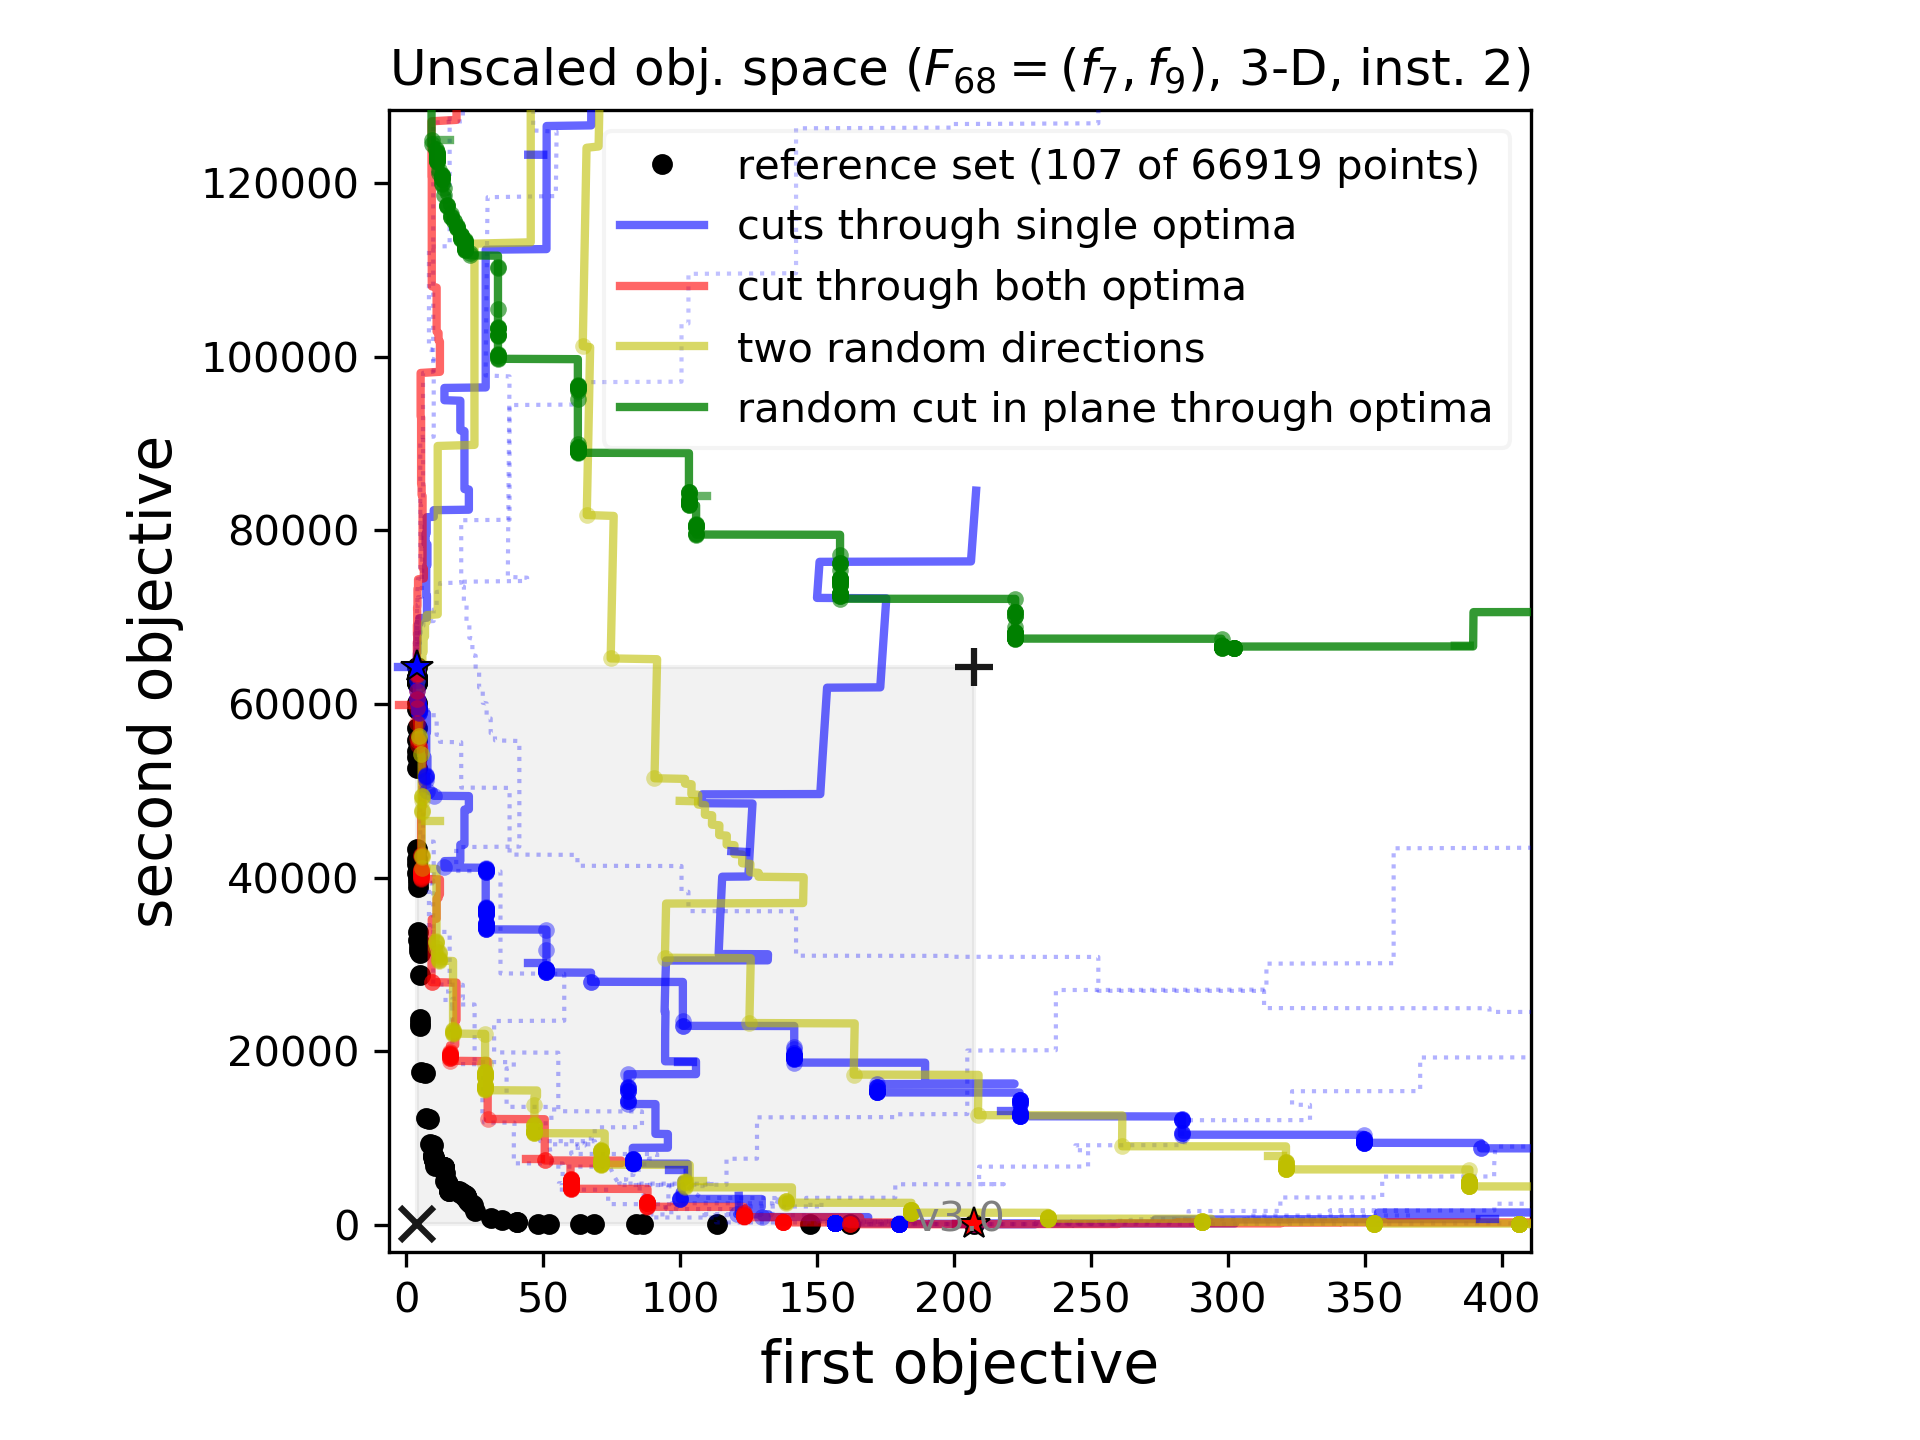 Unscaled obj. space (F₆₈ = (f₇, f₉), 3-D, inst. 2)
reference set (107 of 66919 points)
cuts through single optima
cut through both optima
two random directions
random cut in plane through optima
120000
100000
80000
60000
40000
20000
0
second objective
v3.0
0 50 100 150 200 250 300 350 400
first objective